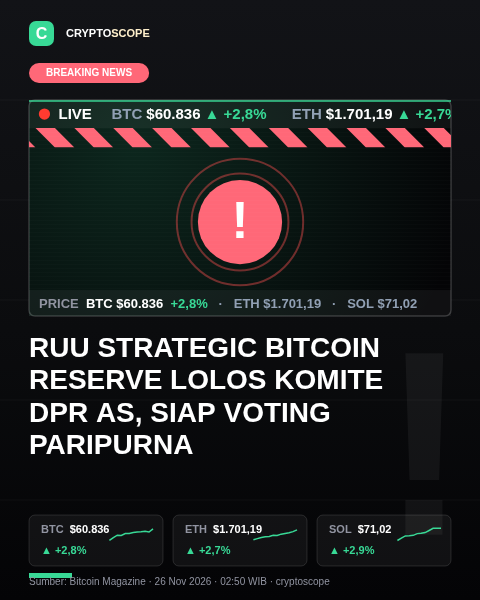 C CRYPTOSCOPE
BREAKING NEWS
LIVE BTC $60.836 ▲ +2,8% ETH $1.701,19 ▲ +2,7%
!
PRICE BTC $60.836 +2,8% · ETH $1.701,19 · SOL $71,02
RUU STRATEGIC BITCOIN
RESERVE LOLOS KOMITE
DPR AS, SIAP VOTING
PARIPURNA
!
BTC $60.836 ETH $1.701,19 SOL $71,02
▲ +2,8% ▲ +2,7% ▲ +2,9%
Sumber: Bitcoin Magazine · 26 Nov 2026 · 02:50 WIB · cryptoscope